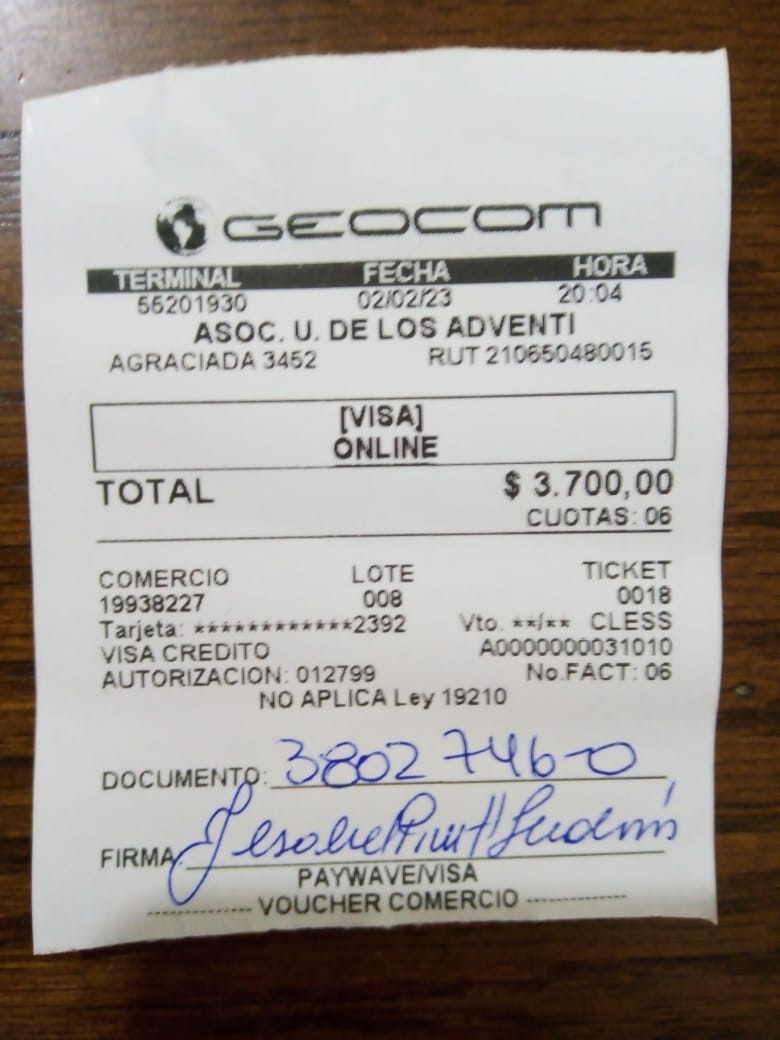 GEOCOM
TERMINAL FECHA HORA
56201930 02/02/23 20:04
ASOC. U. DE LOS ADVENTI
AGRACIADA 3452 RUT 210650480015
[VISA]
ONLINE
TOTAL $ 3.700,00
CUOTAS: 06
COMERCIO LOTE TICKET
19938227 008 0018
Tarjeta: ************2392 Vto. **/** CLESS
VISA CREDITO A0000000031010
AUTORIZACION: 012799 No.FACT: 06
NO APLICA Ley 19210
DOCUMENTO: 3802746-0
FIRMA
PAYWAVE/VISA
------------ VOUCHER COMERCIO ------------